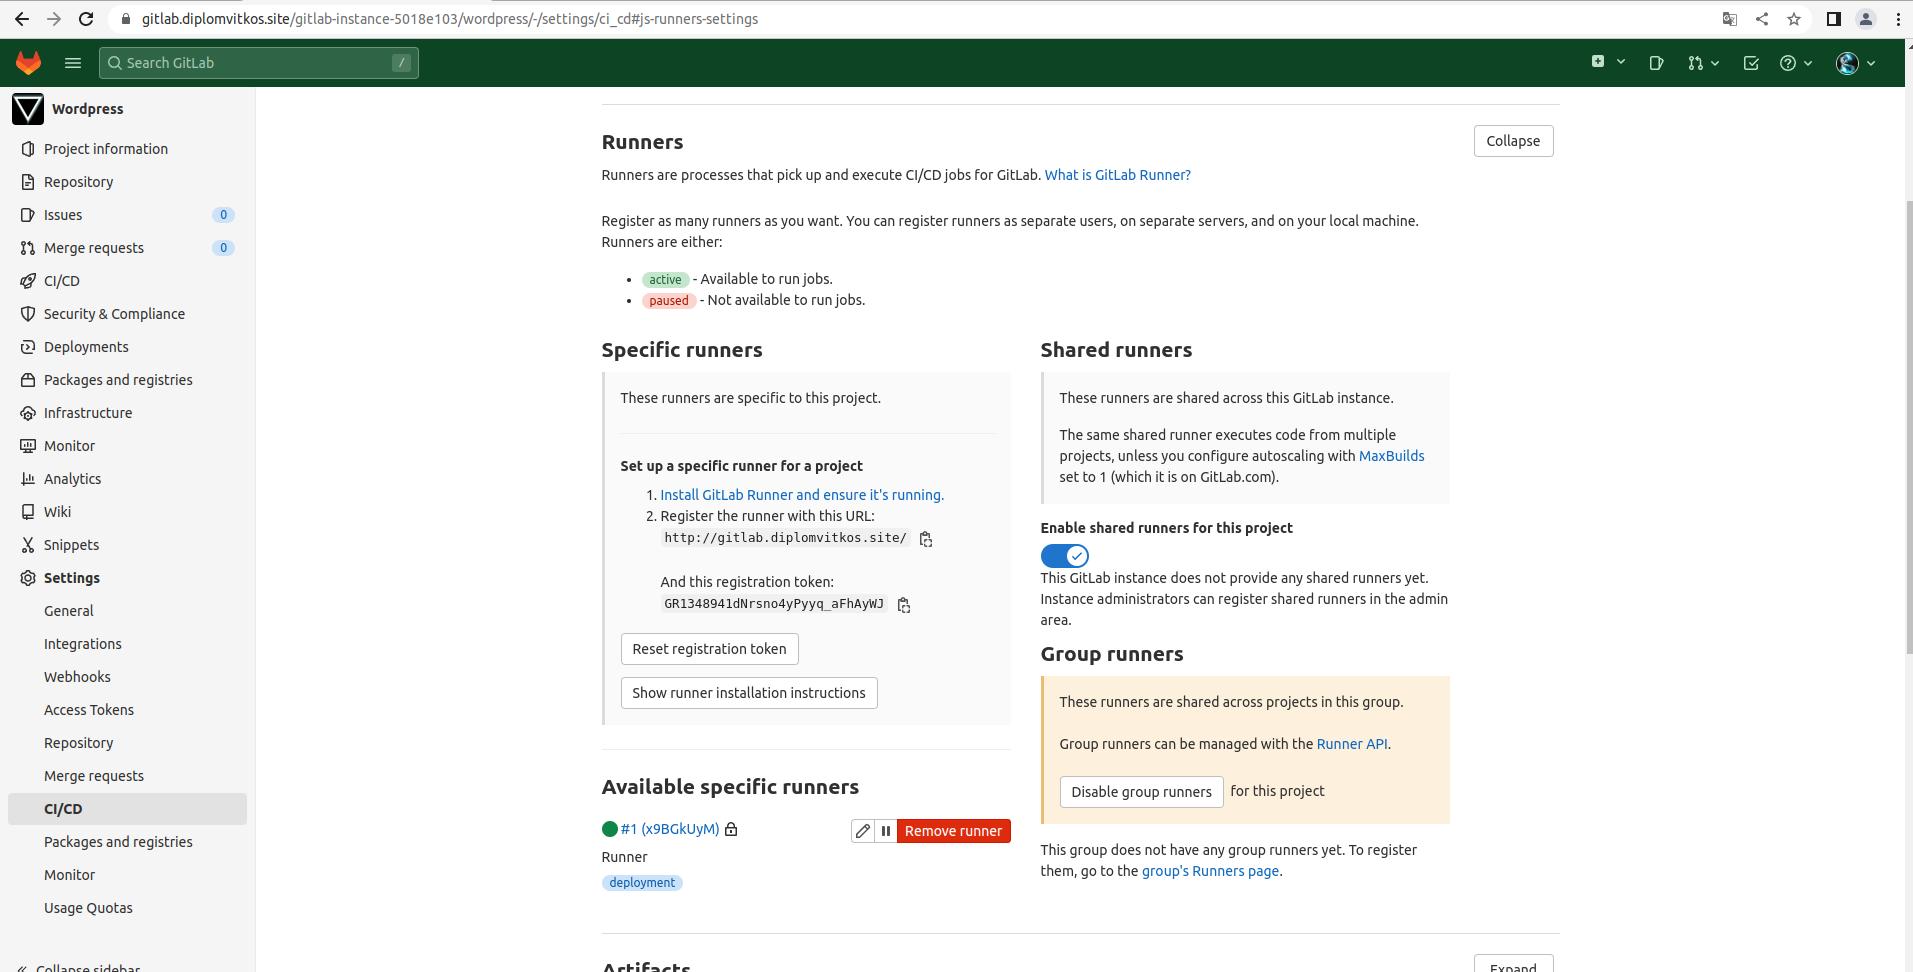 gitlab.diplomvitkos.site/gitlab-instance-5018e103/wordpress/-/settings/ci_cd#js-runners-settings
Search GitLab
/
Wordpress
Project information
Repository
Issues 0
Merge requests 0
CI/CD
Security & Compliance
Deployments
Packages and registries
Infrastructure
Monitor
Analytics
Wiki
Snippets
Settings
General
Integrations
Webhooks
Access Tokens
Repository
Merge requests
CI/CD
Packages and registries
Monitor
Usage Quotas
Collapse sidebar
Runners
Collapse
Runners are processes that pick up and execute CI/CD jobs for GitLab. What is GitLab Runner?
Register as many runners as you want. You can register runners as separate users, on separate servers, and on your local machine.
Runners are either:
• active - Available to run jobs.
• paused - Not available to run jobs.
Specific runners
These runners are specific to this project.
Set up a specific runner for a project
1. Install GitLab Runner and ensure it's running.
2. Register the runner with this URL:
http://gitlab.diplomvitkos.site/
And this registration token:
GR1348941dNrsno4yPyyq_aFhAyWJ
Reset registration token
Show runner installation instructions
Available specific runners
#1 (x9BGkUyM)
Remove runner
Runner
deployment
Shared runners
These runners are shared across this GitLab instance.
The same shared runner executes code from multiple
projects, unless you configure autoscaling with MaxBuilds
set to 1 (which it is on GitLab.com).
Enable shared runners for this project
This GitLab instance does not provide any shared runners yet.
Instance administrators can register shared runners in the admin
area.
Group runners
These runners are shared across projects in this group.
Group runners can be managed with the Runner API.
Disable group runners for this project
This group does not have any group runners yet. To register
them, go to the group's Runners page.
Artifacts
Expand